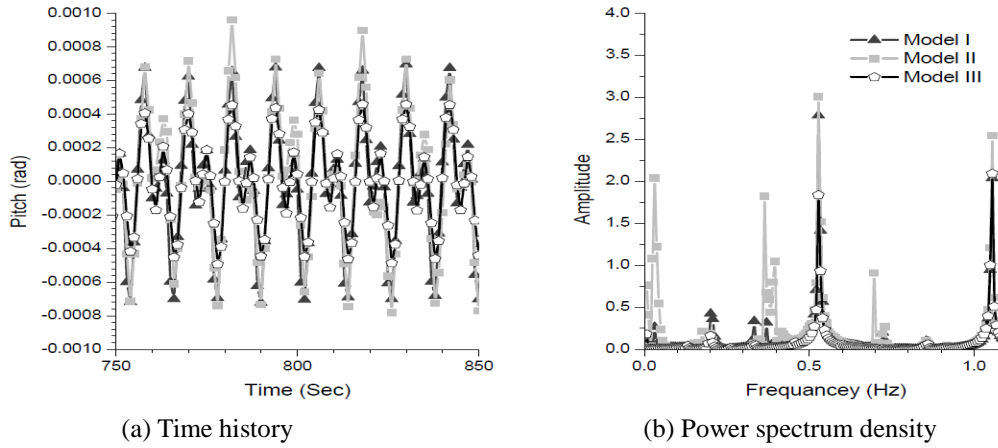 0.0010
0.0008
0.0006
0.0004
0.0002
0.0000
-0.0002
-0.0004
-0.0006
-0.0008
-0.0010
Pitch (rad)
750
800
850
Time (Sec)
(a) Time history
4.0
3.5
3.0
2.5
2.0
1.5
1.0
0.5
0.0
Amplitude
Model I
Model II
Model III
0.0
0.5
1.0
Frequancey (Hz)
(b) Power spectrum density